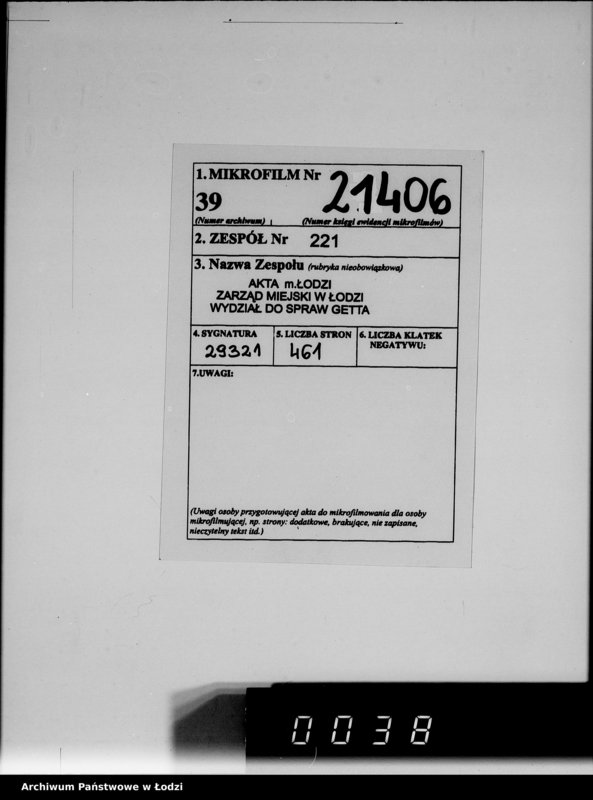 1. MIKROFILM Nr
39 21406
(Numer archiwum) (Numer księgi ewidencji mikrofilmów)
2. ZESPÓŁ Nr 221
3. Nazwa Zespołu (rubryka nieobowiązkowa)
AKTA m.ŁODZI
ZARZĄD MIEJSKI W ŁODZI
WYDZIAŁ DO SPRAW GETTA
4. SYGNATURA
29321
5. LICZBA STRON
461
6. LICZBA KLATEK
NEGATYWU:
7.UWAGI:
(Uwagi osoby przygotowującej akta do mikrofilmowania dla osoby
mikrofilmującej, np. strony: dodatkowe, brakujące, nie zapisane,
nieczytelny tekst itd.)
0038
Archiwum Państwowe w Łodzi